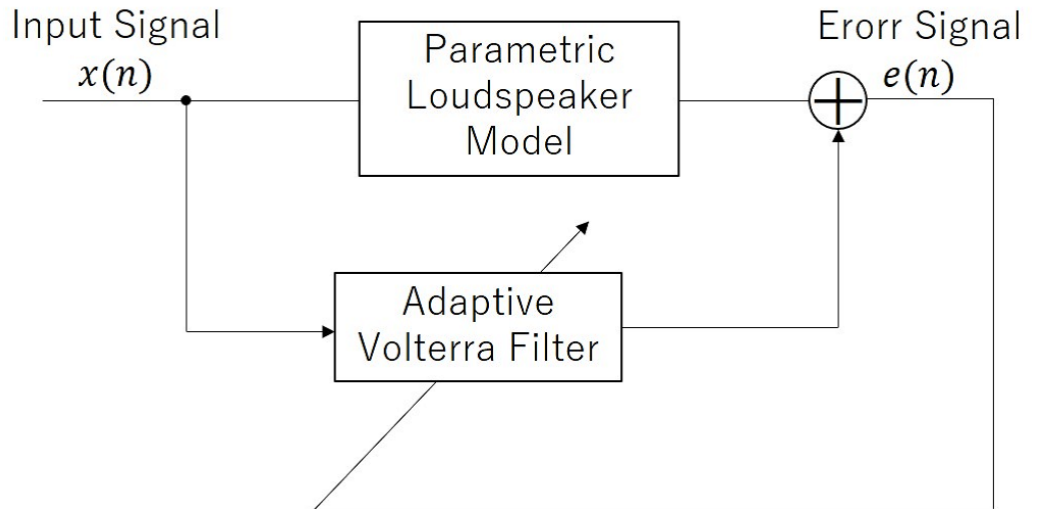 Input Signal
x(n)
Parametric
Loudspeaker
Model
Erorr Signal
e(n)
Adaptive
Volterra Filter